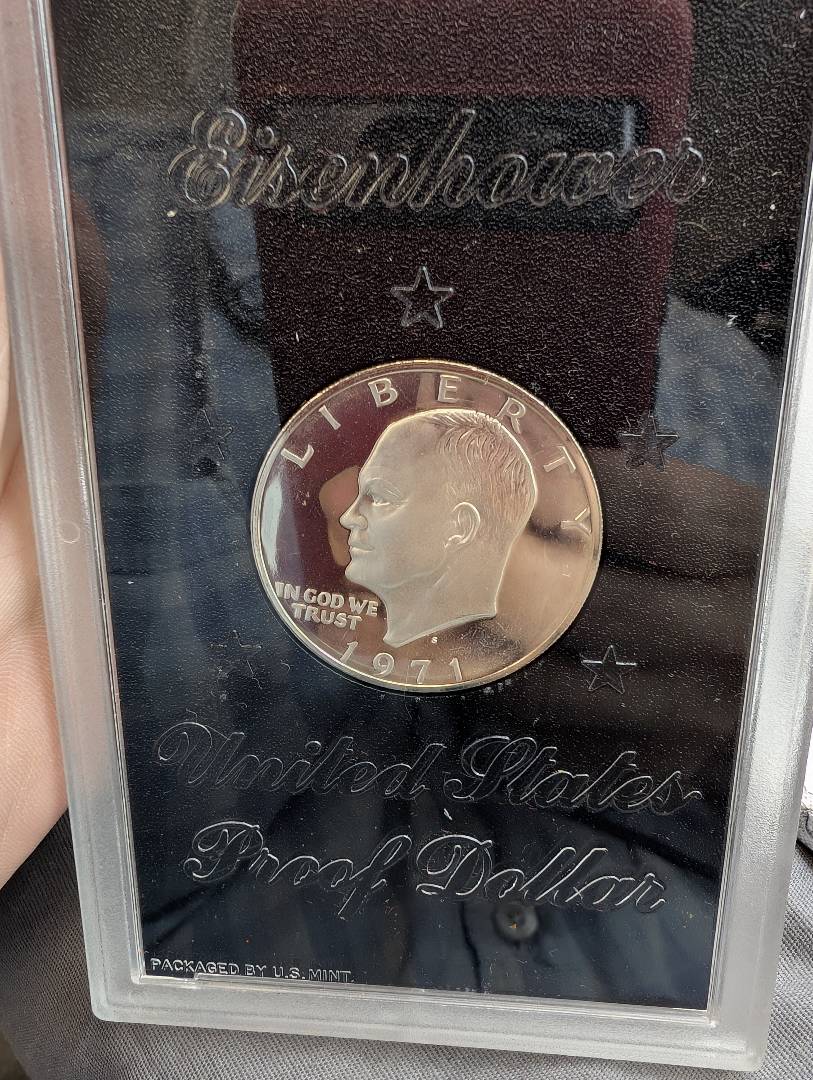 Eisenhower
LIBERTY
IN GOD WE
TRUST
S
1971
United States
Proof Dollar
PACKAGED BY U.S. MINT.